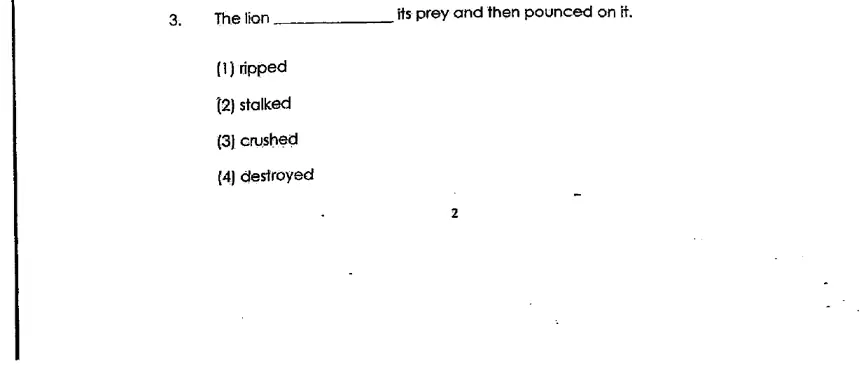 3. The lion ______________ its prey and then pounced on it.
(1) ripped
(2) stalked
(3) crushed
(4) destroyed
2